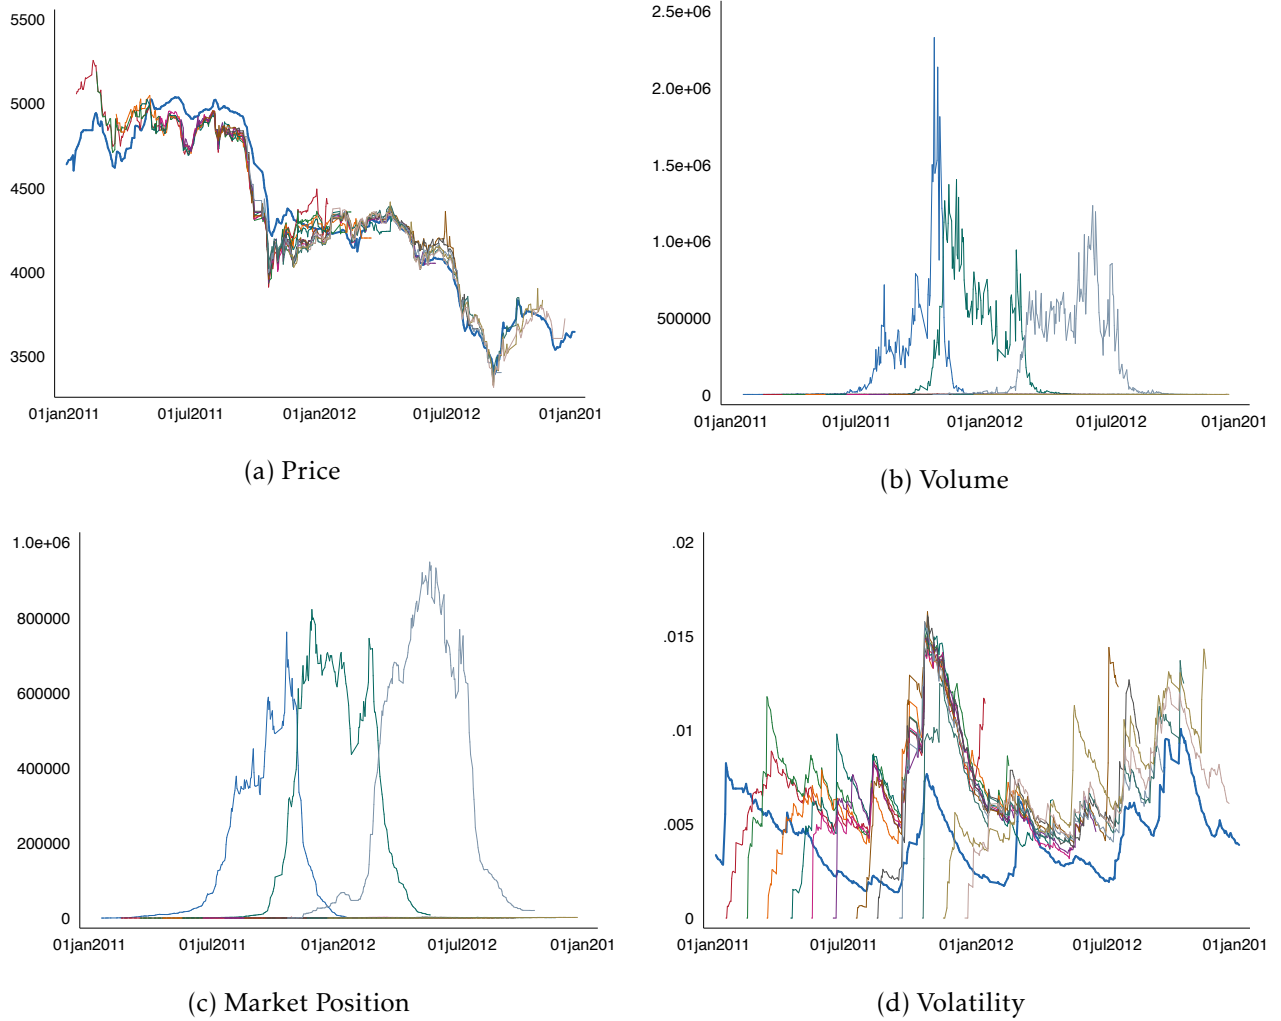 5500
5000
4500
4000
3500
01jan2011 01jul2011 01jan2012 01jul2012 01jan201
(a) Price
2.5e+06
2.0e+06
1.5e+06
1.0e+06
500000
0
01jan2011 01jul2011 01jan2012 01jul2012 01jan201
(b) Volume
1.0e+06
800000
600000
400000
200000
0
01jan2011 01jul2011 01jan2012 01jul2012 01jan201
(c) Market Position
.02
.015
.01
.005
0
01jan2011 01jul2011 01jan2012 01jul2012 01jan201
(d) Volatility